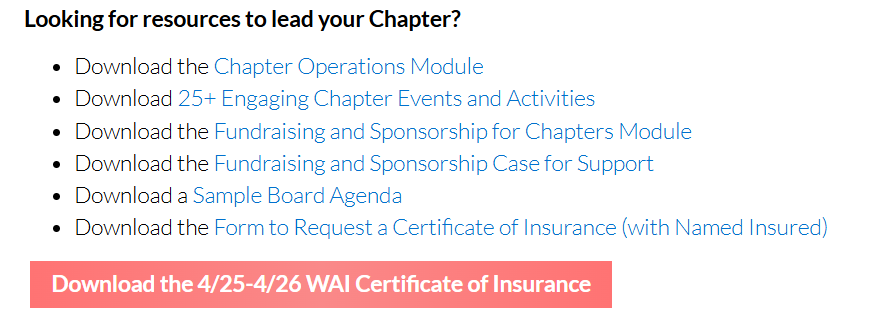 Looking for resources to lead your Chapter?
• Download the Chapter Operations Module
• Download 25+ Engaging Chapter Events and Activities
• Download the Fundraising and Sponsorship for Chapters Module
• Download the Fundraising and Sponsorship Case for Support
• Download a Sample Board Agenda
• Download the Form to Request a Certificate of Insurance (with Named Insured)
Download the 4/25-4/26 WAI Certificate of Insurance